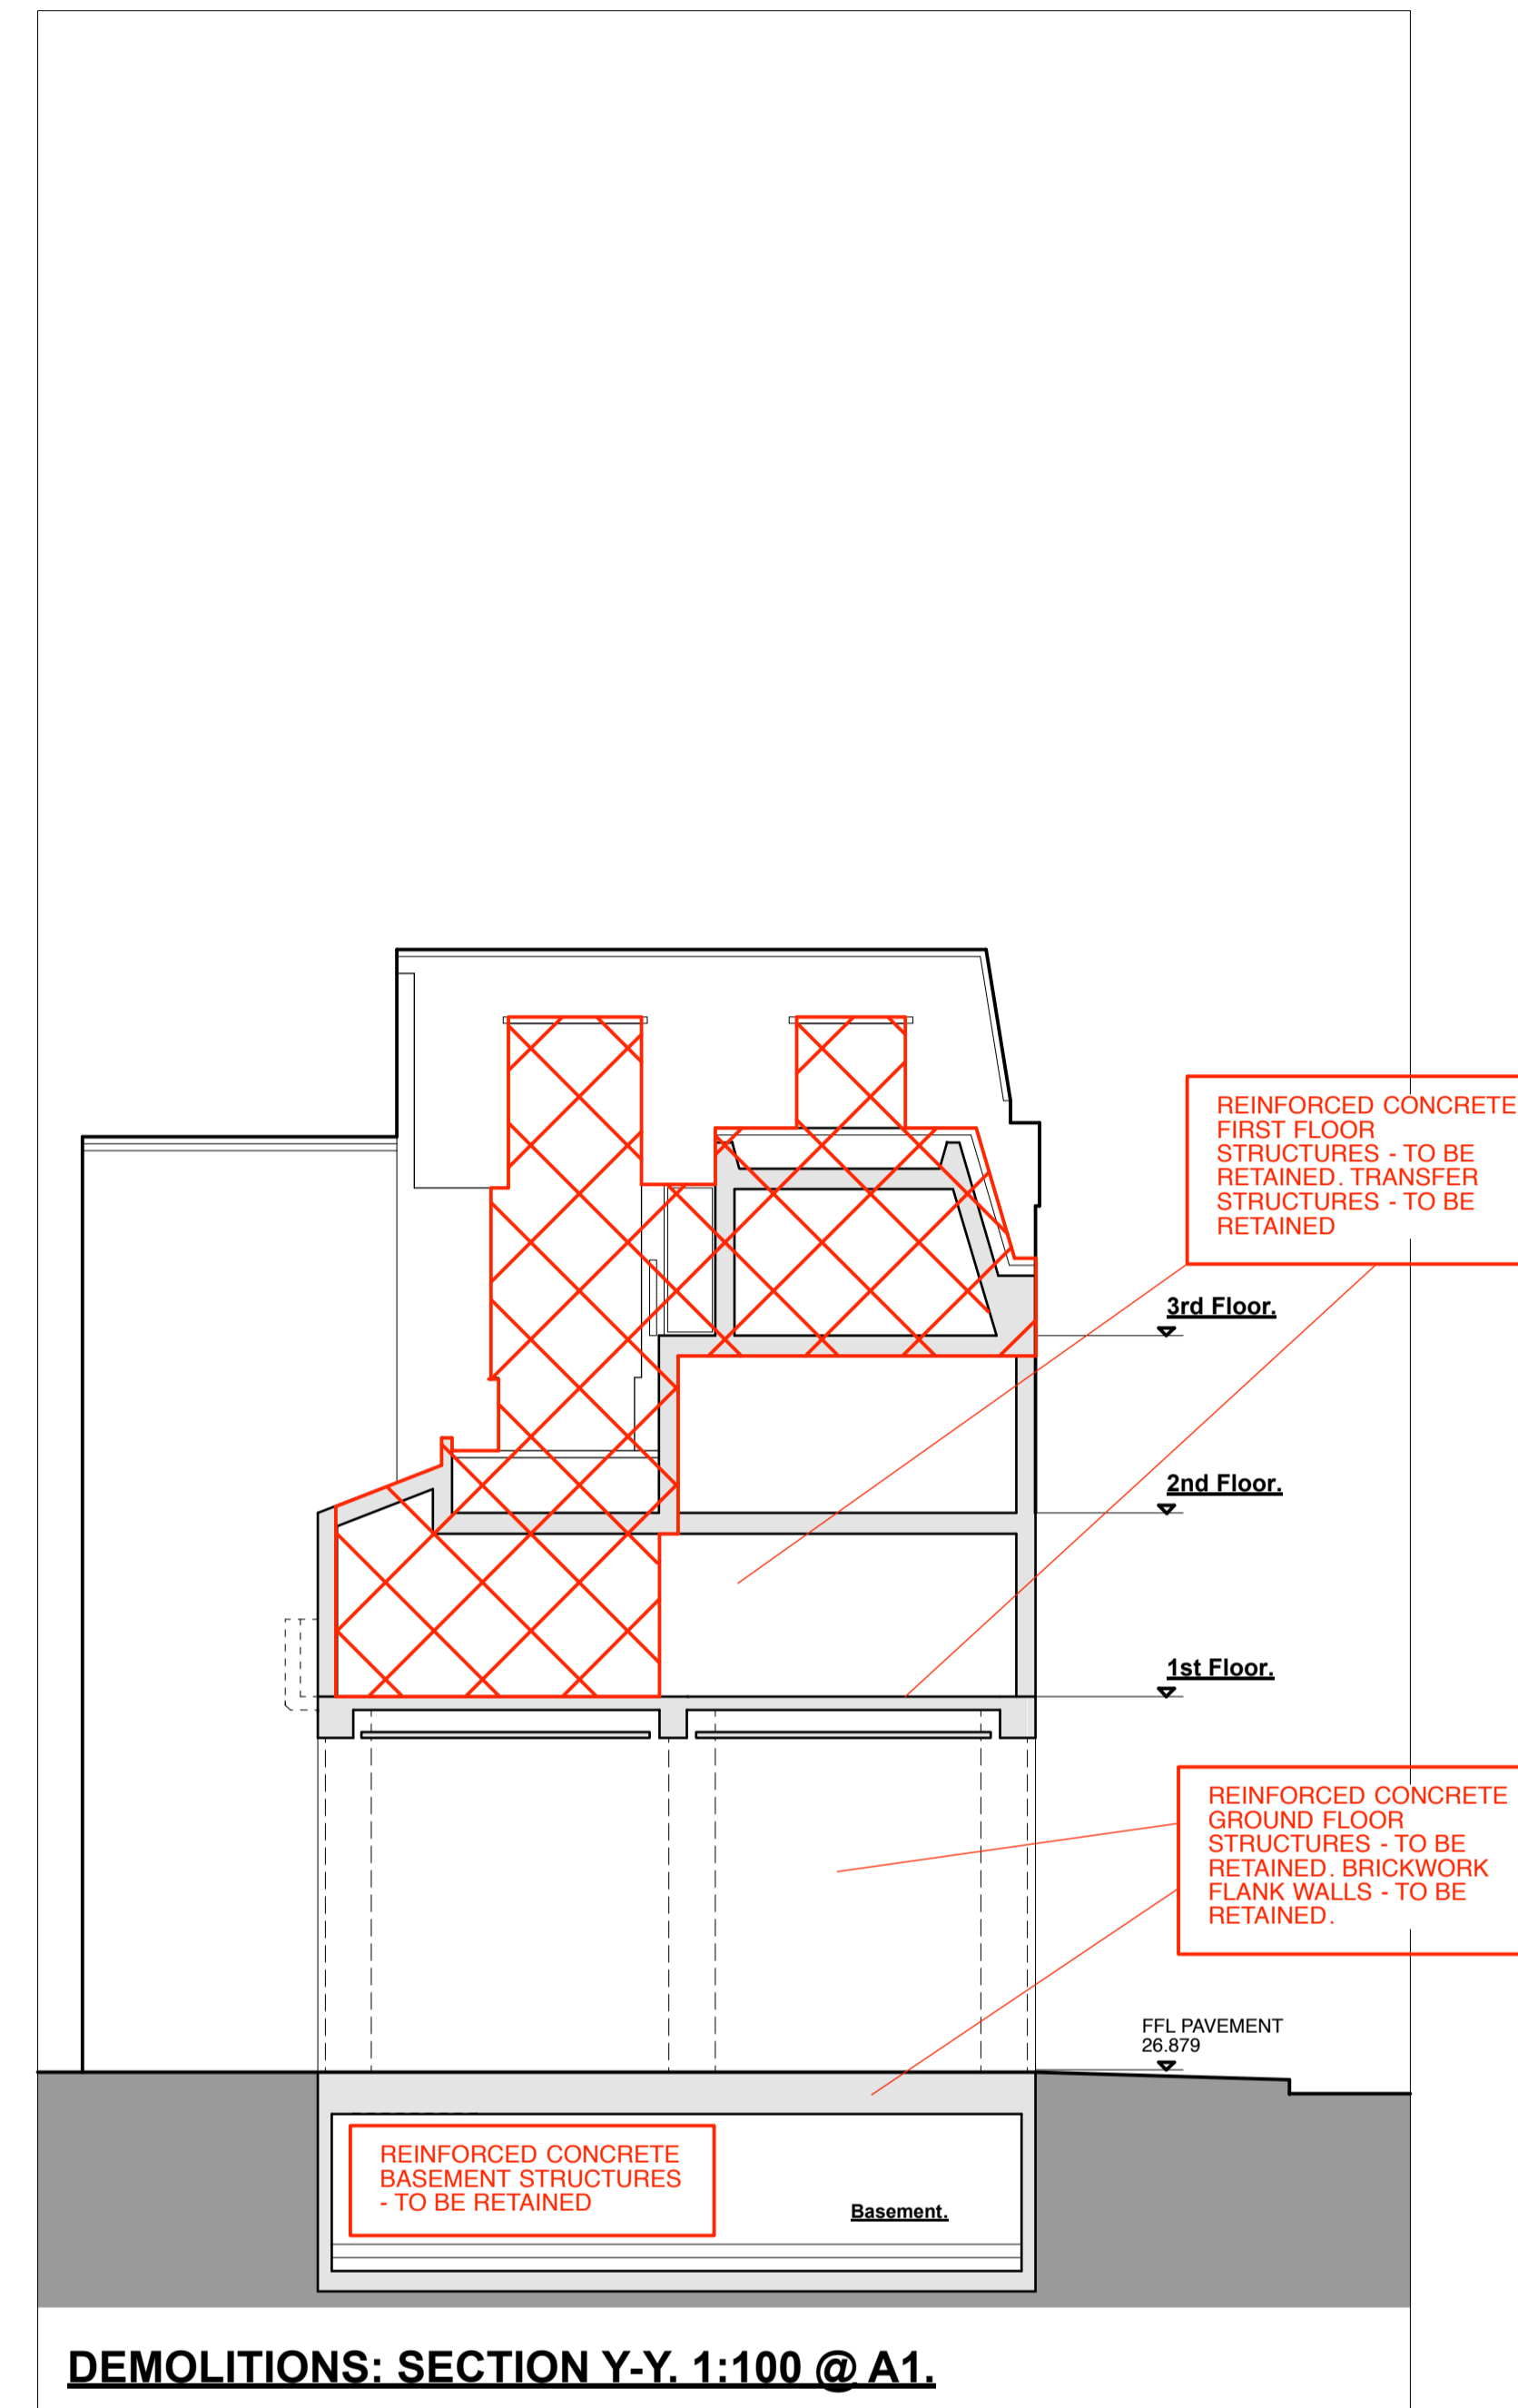 REINFORCED CONCRETE
FIRST FLOOR
STRUCTURES - TO BE
RETAINED. TRANSFER
STRUCTURES - TO BE
RETAINED
3rd Floor.
2nd Floor.
1st Floor.
REINFORCED CONCRETE
GROUND FLOOR
STRUCTURES - TO BE
RETAINED. BRICKWORK
FLANK WALLS - TO BE
RETAINED.
FFL PAVEMENT
26.879
REINFORCED CONCRETE
BASEMENT STRUCTURES
- TO BE RETAINED
Basement.
DEMOLITIONS: SECTION Y-Y. 1:100 @ A1.